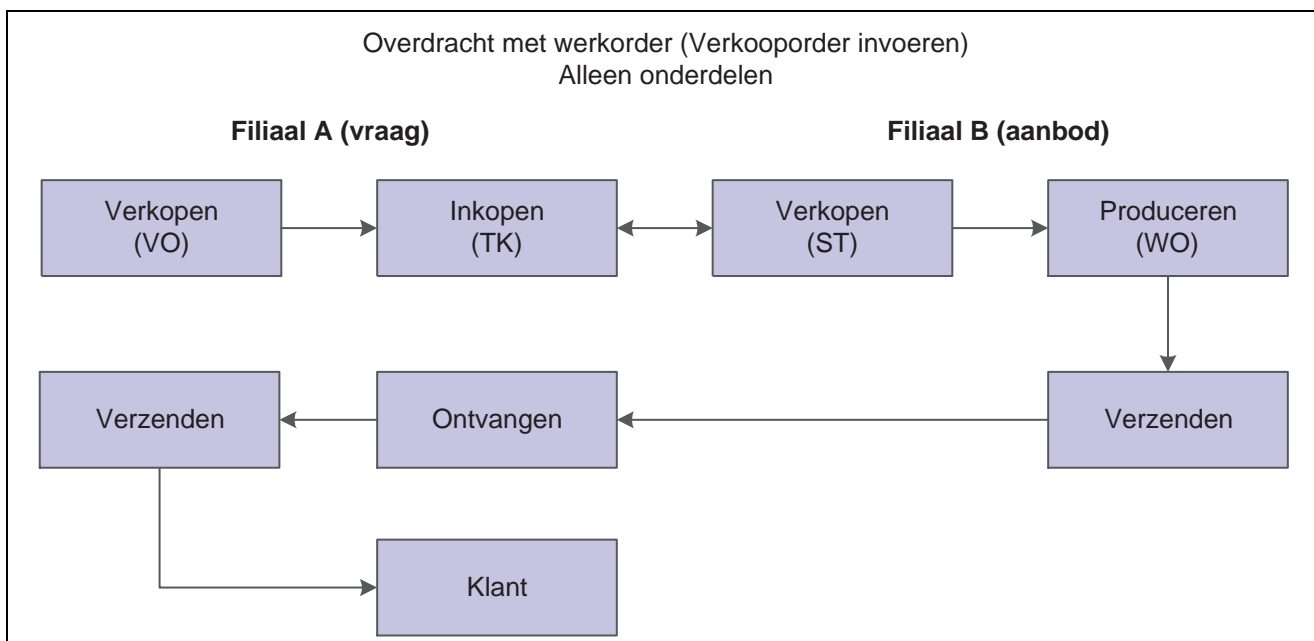 Overdracht met werkorder (Verkooporder invoeren)
Alleen onderdelen
Filiaal A (vraag)
Filiaal B (aanbod)
Verkopen
(VO)
Inkopen
(TK)
Verkopen
(ST)
Produceren
(WO)
Verzenden
Ontvangen
Verzenden
Klant